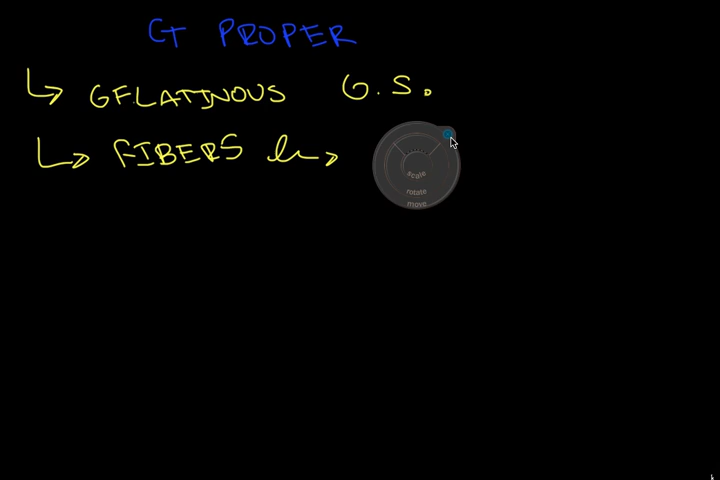 CT PROPER
GELATINOUS G.S.
FIBERS
scale
rotate
move